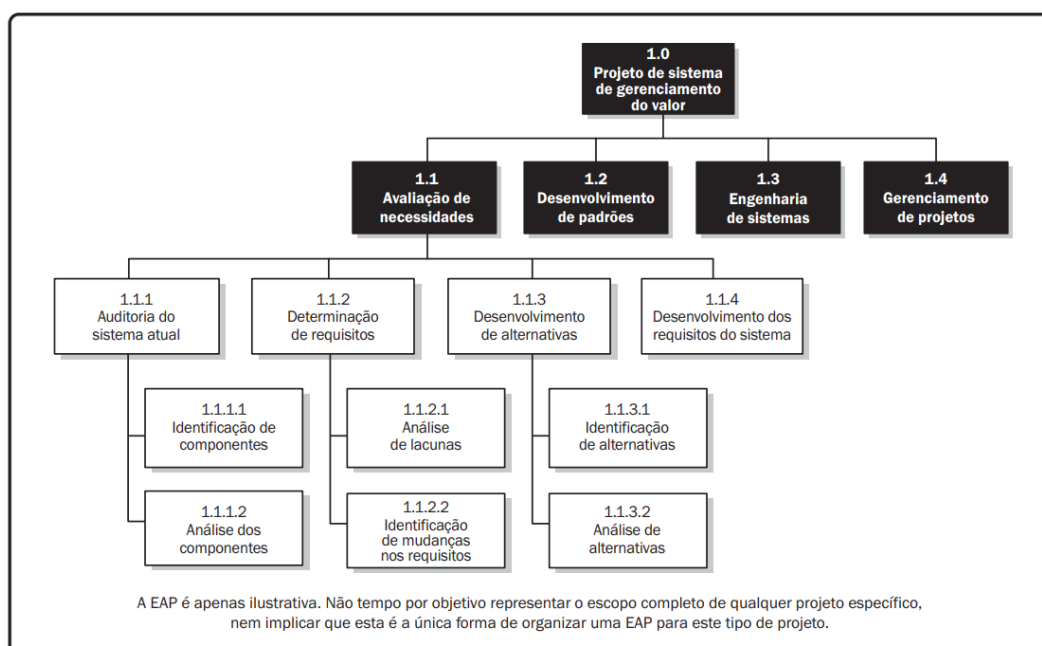 1.0
Projeto de sistema
de gerenciamento
do valor
1.1
Avaliação de
necessidades
1.2
Desenvolvimento
de padrões
1.3
Engenharia
de sistemas
1.4
Gerenciamento
de projetos
1.1.1
Auditoria do
sistema atual
1.1.2
Determinação
de requisitos
1.1.3
Desenvolvimento
de alternativas
1.1.4
Desenvolvimento dos
requisitos do sistema
1.1.1.1
Identificação de
componentes
1.1.2.1
Análise
de lacunas
1.1.3.1
Identificação
de alternativas
1.1.1.2
Análise dos
componentes
1.1.2.2
Identificação
de mudanças
nos requisitos
1.1.3.2
Análise de
alternativas
A EAP é apenas ilustrativa. Não tempo por objetivo representar o escopo completo de qualquer projeto específico,
nem implicar que esta é a única forma de organizar uma EAP para este tipo de projeto.